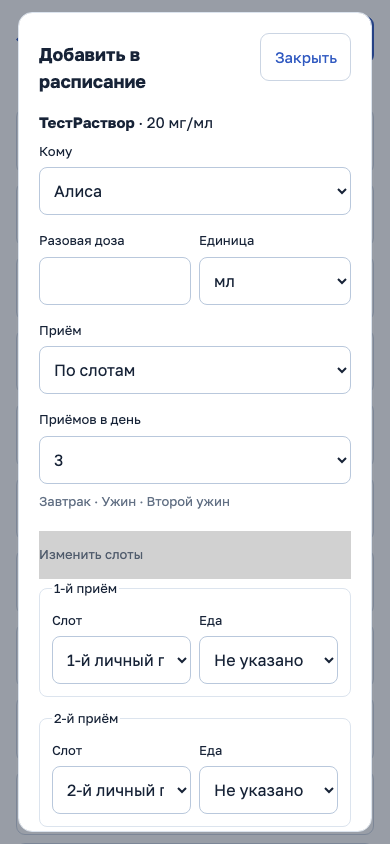 Добавить в
расписание
Закрыть
ТестРаствор · 20 мг/мл
Кому
Алиса
Разовая доза
Единица
мл
Приём
По слотам
Приёмов в день
3
Завтрак · Ужин · Второй ужин
Изменить слоты
1-й приём
Слот
Еда
1-й личный г
Не указано
2-й приём
Слот
Еда
2-й личный г
Не указано